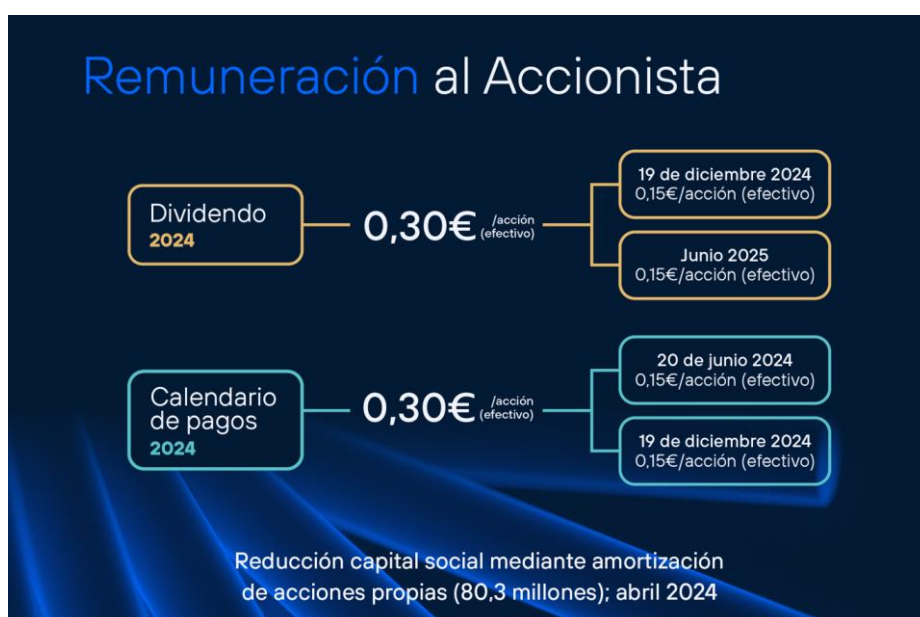 Remuneración al Accionista
Dividendo
2024
0,30€ /acción
(efectivo)
19 de diciembre 2024
0,15€/acción (efectivo)
Junio 2025
0,15€/acción (efectivo)
Calendario
de pagos
2024
0,30€ /acción
(efectivo)
20 de junio 2024
0,15€/acción (efectivo)
19 de diciembre 2024
0,15€/acción (efectivo)
Reducción capital social mediante amortización
de acciones propias (80,3 millones); abril 2024